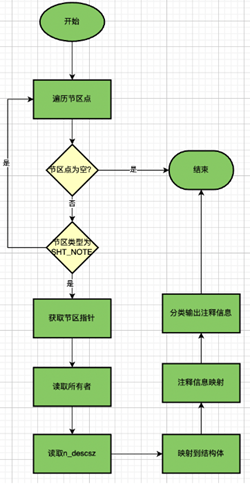 开始
遍历节区点
节区点为空?
是
结束
是
否
节区类型为
SHT_NOTE
是
获取节区指针
分类输出注释信息
读取所有者
注释信息映射
读取n_descsz
映射到结构体